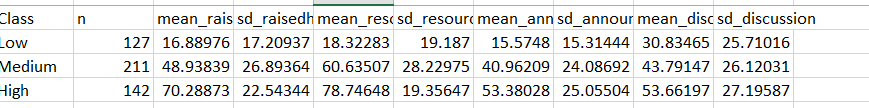 Class n mean_rais sd_raisedh mean_reso sd_resourc mean_ann sd_annour mean_disc sd_discussion
Low 127 16.88976 17.20937 18.32283 19.187 15.5748 15.31444 30.83465 25.71016
Medium 211 48.93839 26.89364 60.63507 28.22975 40.96209 24.08692 43.79147 26.12031
High 142 70.28873 22.54344 78.74648 19.35647 53.38028 25.05504 53.66197 27.19587